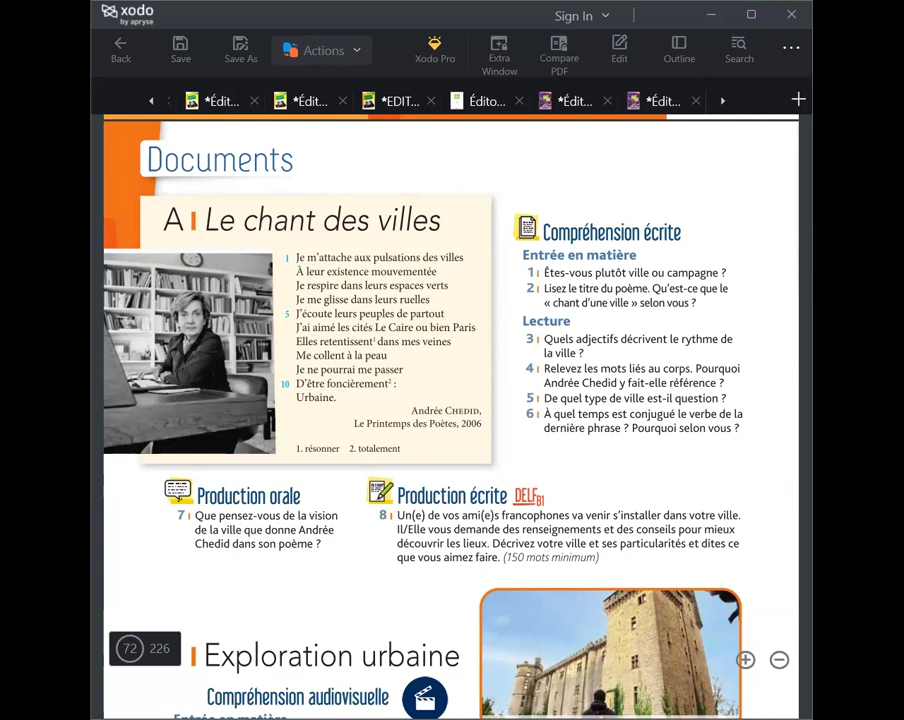 xodo
by apryse
Sign In
Back
Save
Save As
Actions
Xodo Pro
Extra
Window
Compare
PDF
Edit
Outline
Search
*Édit...
*Édit...
*EDIT...
Édito...
*Édit...
*Édit...
Documents
A | Le chant des villes
1 Je m'attache aux pulsations des villes
À leur existence mouvementée
Je respire dans leurs espaces verts
Je me glisse dans leurs ruelles
5 J'écoute leurs peuples de partout
J'ai aimé les cités Le Caire ou bien Paris
Elles retentissent¹ dans mes veines
Me collent à la peau
Je ne pourrai me passer
10 D'être foncièrement² :
Urbaine.
Andrée CHEDID,
Le Printemps des Poètes, 2006
1. résonner 2. totalement
Compréhension écrite
Entrée en matière
1 | Êtes-vous plutôt ville ou campagne ?
2 | Lisez le titre du poème. Qu'est-ce que le
« chant d'une ville » selon vous ?
Lecture
3 | Quels adjectifs décrivent le rythme de
la ville ?
4 | Relevez les mots liés au corps. Pourquoi
Andrée Chedid y fait-elle référence ?
5 | De quel type de ville est-il question ?
6 | À quel temps est conjugué le verbe de la
dernière phrase ? Pourquoi selon vous ?
Production orale
7 | Que pensez-vous de la vision
de la ville que donne Andrée
Chedid dans son poème ?
Production écrite DELF B1
8 | Un(e) de vos ami(e)s francophones va venir s'installer dans votre ville.
Il/Elle vous demande des renseignements et des conseils pour mieux
découvrir les lieux. Décrivez votre ville et ses particularités et dites ce
que vous aimez faire. (150 mots minimum)
72 226
| Exploration urbaine
Compréhension audiovisuelle
Entrée en matière